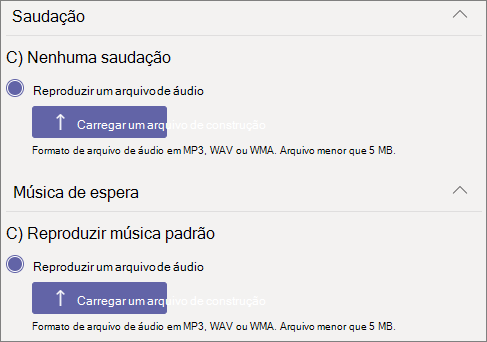 Saudação
C) Nenhuma saudação
Reproduzir um arquivo de áudio
Carregar um arquivo de construção
Formato de arquivo de áudio em MP3, WAV ou WMA. Arquivo menor que 5 MB.
Música de espera
C) Reproduzir música padrão
Reproduzir um arquivo de áudio
Carregar um arquivo de construção
Formato de arquivo de áudio em MP3, WAV ou WMA. Arquivo menor que 5 MB.